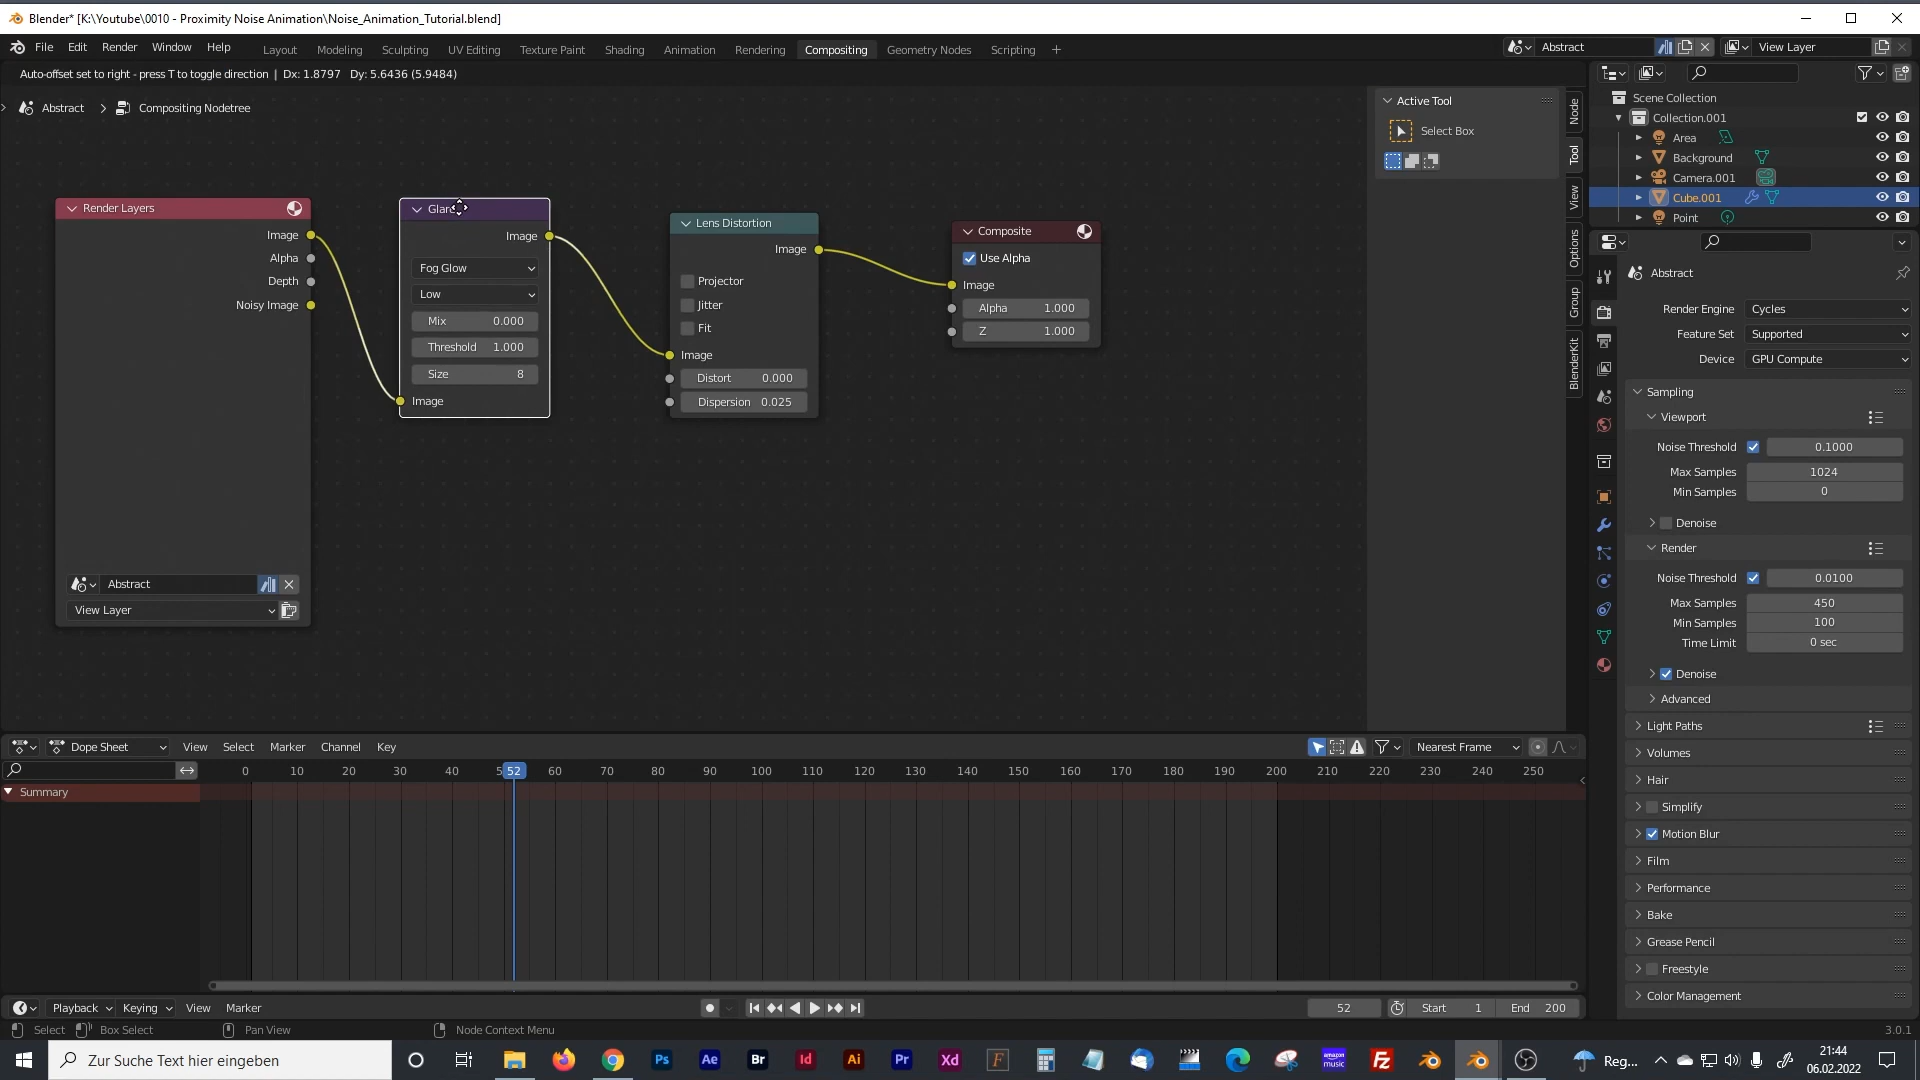 Blender* [K:\Youtube\0010 - Proximity Noise Animation\Noise_Animation_Tutorial.blend]
File Edit Render Window Help
Layout Modeling Sculpting UV Editing Texture Paint Shading Animation Rendering Compositing Geometry Nodes Scripting +
Abstract
View Layer
Auto-offset set to right - press T to toggle direction | Dx: 1.8797 Dy: 5.6436 (5.9484)
Abstract > Compositing Nodetree
Render Layers
Image
Alpha
Depth
Noisy Image
Abstract
View Layer
Image
Fog Glow
Low
Mix 0.000
Threshold 1.000
Size 8
Image
Lens Distortion
Image
Projector
Jitter
Fit
Image
Distort 0.000
Dispersion 0.025
Composite
Use Alpha
Image
Alpha 1.000
Z 1.000
Active Tool
Select Box
Node
Tool
View
Options
Group
BlenderKit
Scene Collection
Collection.001
Area
Background
Camera.001
Cube.001
Point
Abstract
Render Engine Cycles
Feature Set Supported
Device GPU Compute
Sampling
Viewport
Noise Threshold 0.1000
Max Samples 1024
Min Samples 0
Denoise
Render
Noise Threshold 0.0100
Max Samples 450
Min Samples 100
Time Limit 0 sec
Denoise
Advanced
Light Paths
Volumes
Hair
Simplify
Motion Blur
Film
Performance
Bake
Grease Pencil
Freestyle
Color Management
Dope Sheet View Select Marker Channel Key
Nearest Frame
0 10 20 30 40 5 52 60 70 80 90 100 110 120 130 140 150 160 170 180 190 200 210 220 230 240 250
Summary
Playback Keying View Marker
52 Start 1 End 200
Select Box Select Pan View Node Context Menu
3.0.1
Zur Suche Text hier eingeben
Ps Ae Br Id Ai Pr Xd F
amazon music
Fz
Reg...
21:44
06.02.2022